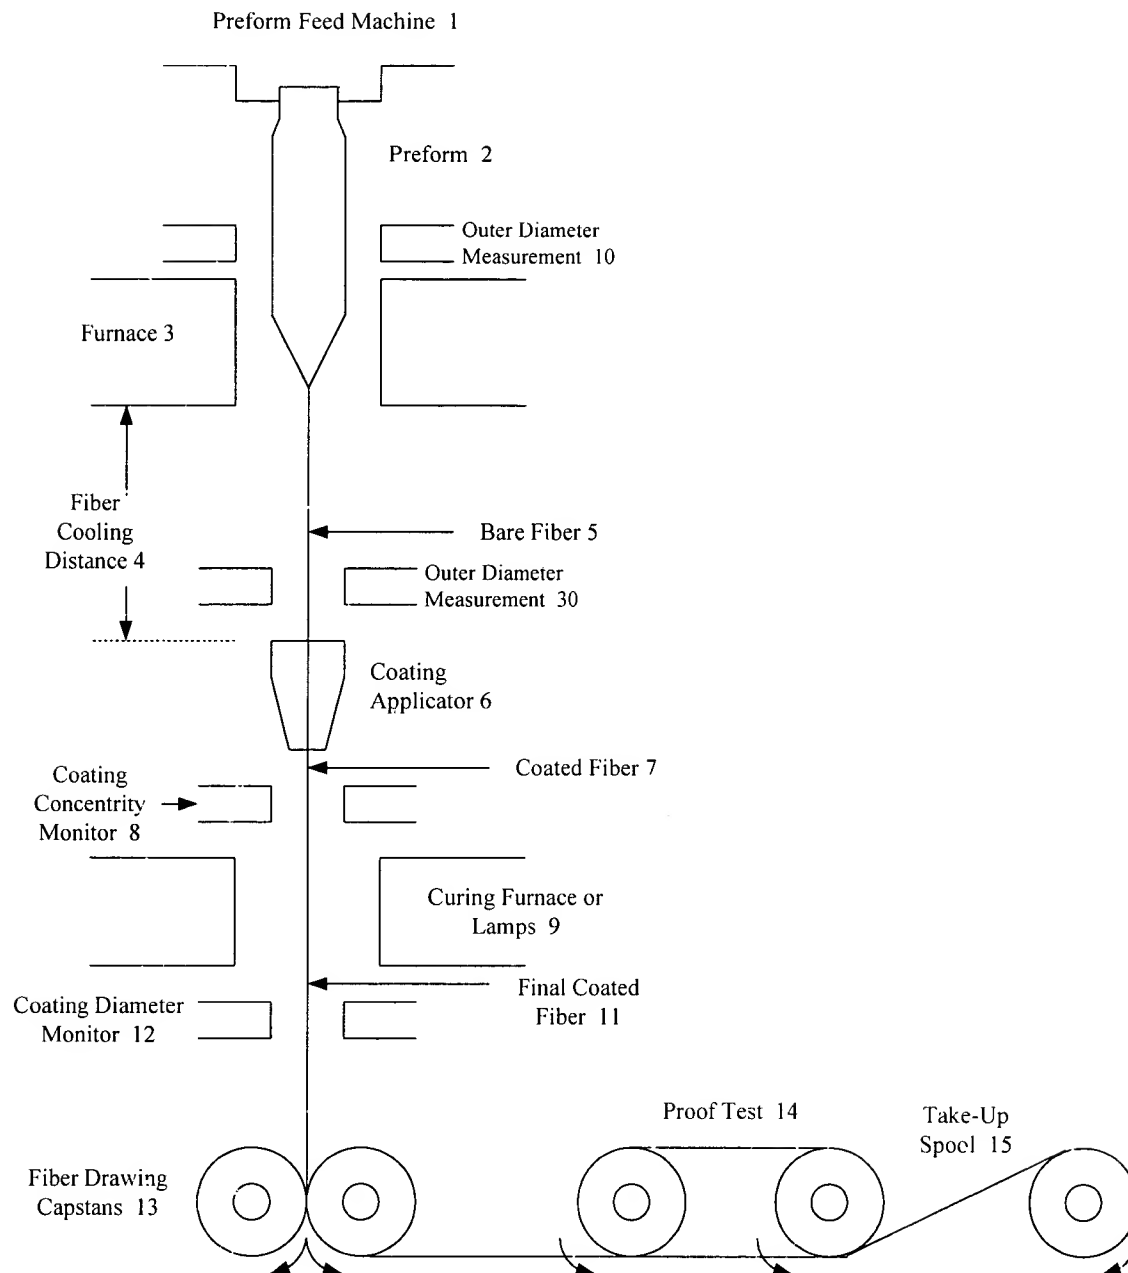 Preform Feed Machine 1
Preform 2
Outer Diameter
Measurement 10
Furnace 3
Fiber
Cooling
Distance 4
Bare Fiber 5
Outer Diameter
Measurement 30
Coating
Applicator 6
Coated Fiber 7
Coating
Concentrity
Monitor 8
Curing Furnace or
Lamps 9
Final Coated
Fiber 11
Coating Diameter
Monitor 12
Proof Test 14
Take-Up
Spool 15
Fiber Drawing
Capstans 13